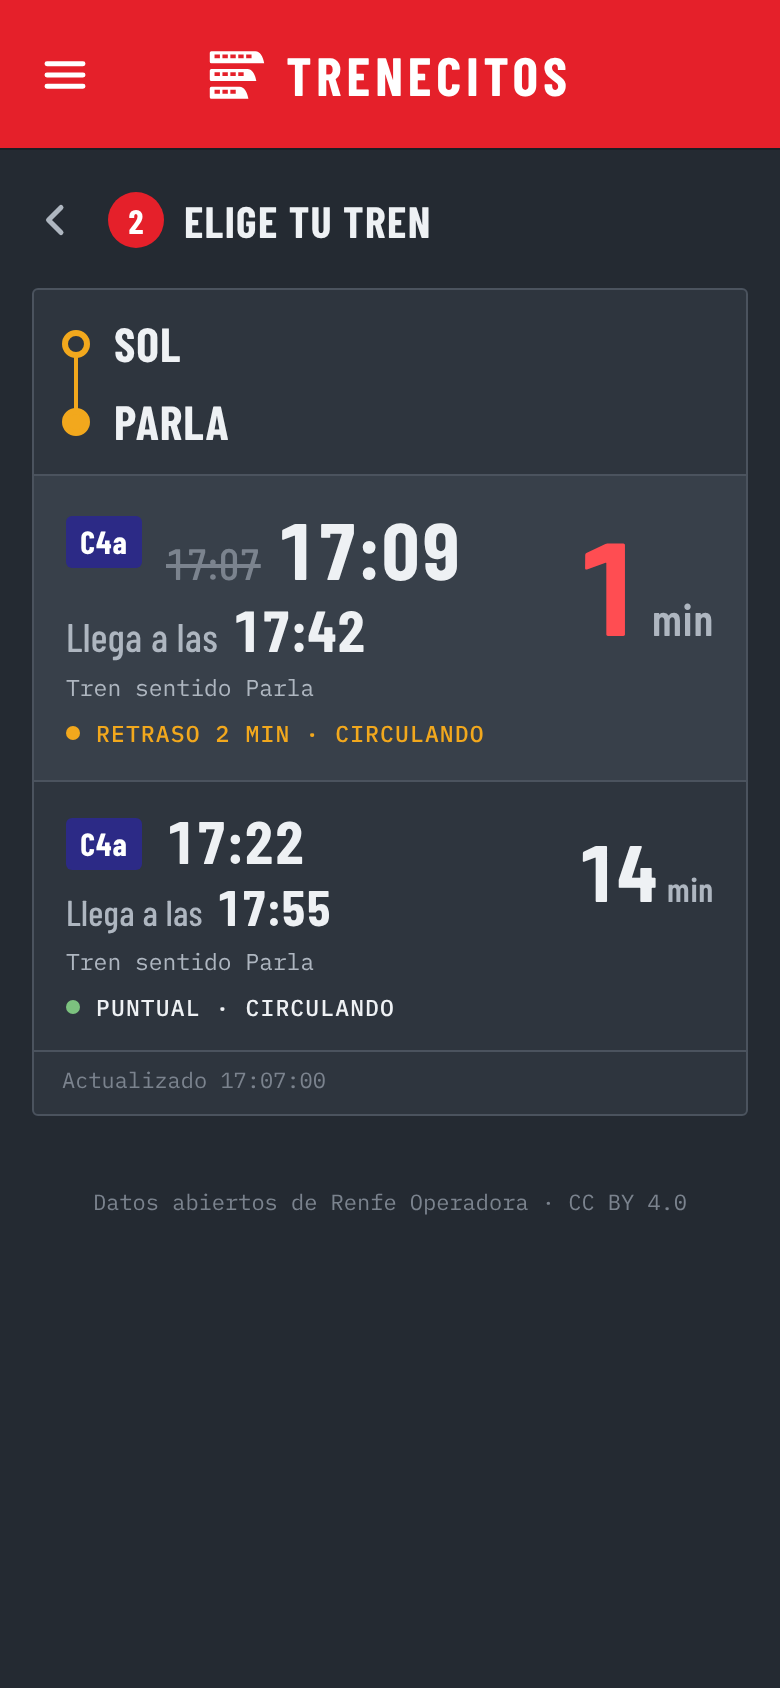 TRENECITOS
2 ELIGE TU TREN
SOL
PARLA
C4a 17:07 17:09
1 min
Llega a las 17:42
Tren sentido Parla
RETRASO 2 MIN · CIRCULANDO
C4a 17:22
14 min
Llega a las 17:55
Tren sentido Parla
PUNTUAL · CIRCULANDO
Actualizado 17:07:00
Datos abiertos de Renfe Operadora · CC BY 4.0